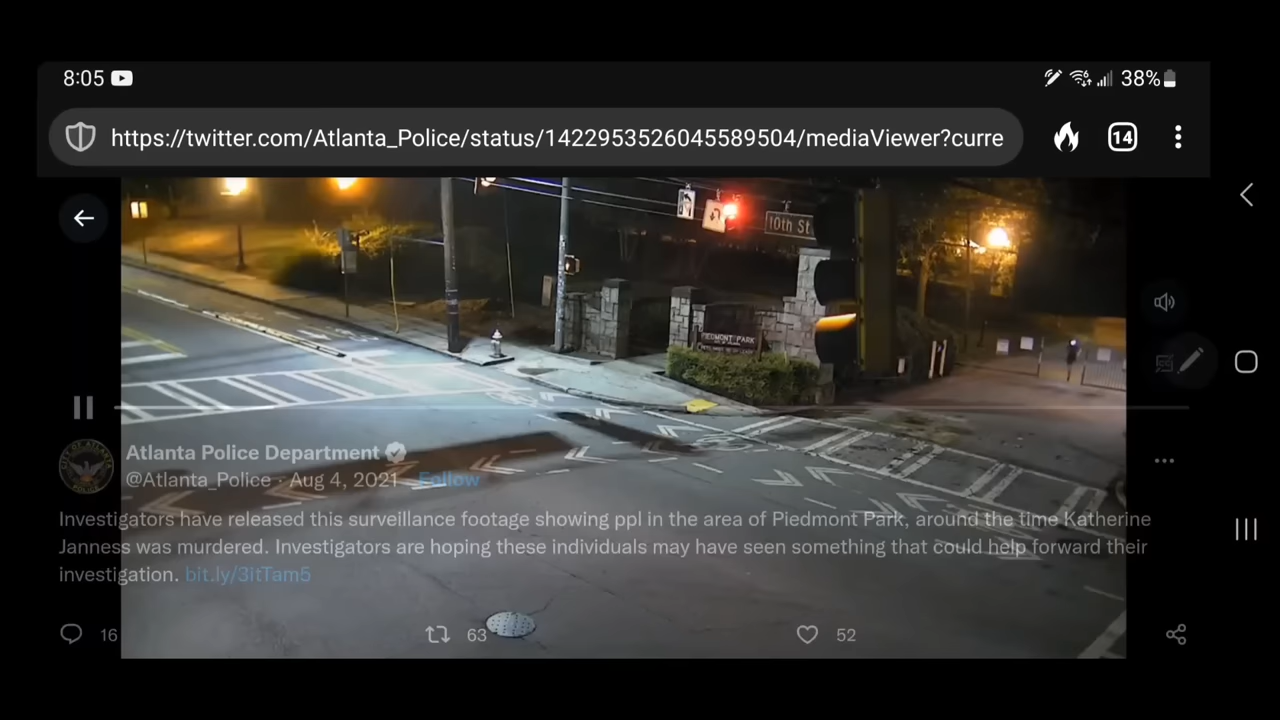 8:05
38%
https://twitter.com/Atlanta_Police/status/1422953526045589504/mediaViewer?curre
14
10th St
PIEDMONT PARK
Atlanta Police Department
@Atlanta_Police · Aug 4, 2021 · Follow
Investigators have released this surveillance footage showing ppl in the area of Piedmont Park, around the time Katherine
Janness was murdered. Investigators are hoping these individuals may have seen something that could help forward their
investigation. bit.ly/3itTam5
16
63
52